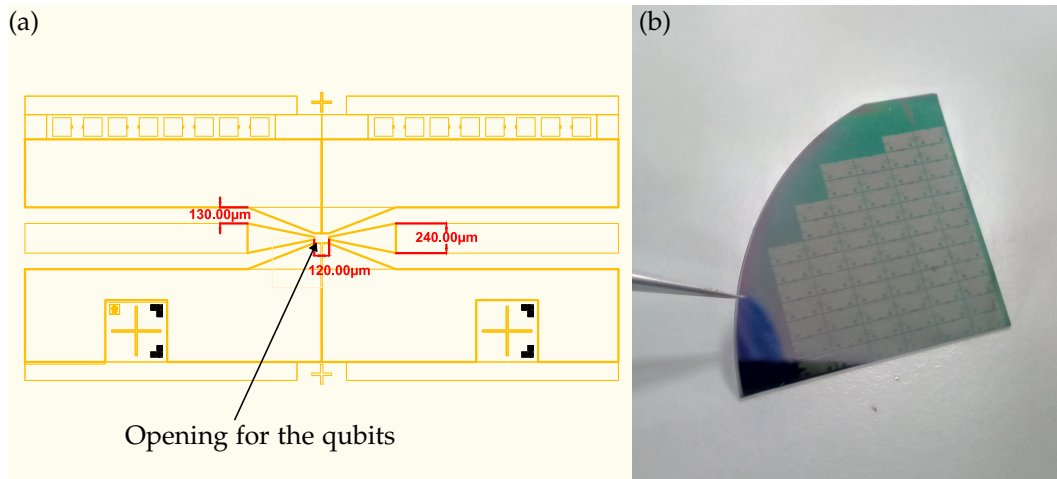 (a)
(b)
130.00µm
240.00µm
120.00µm
Opening for the qubits